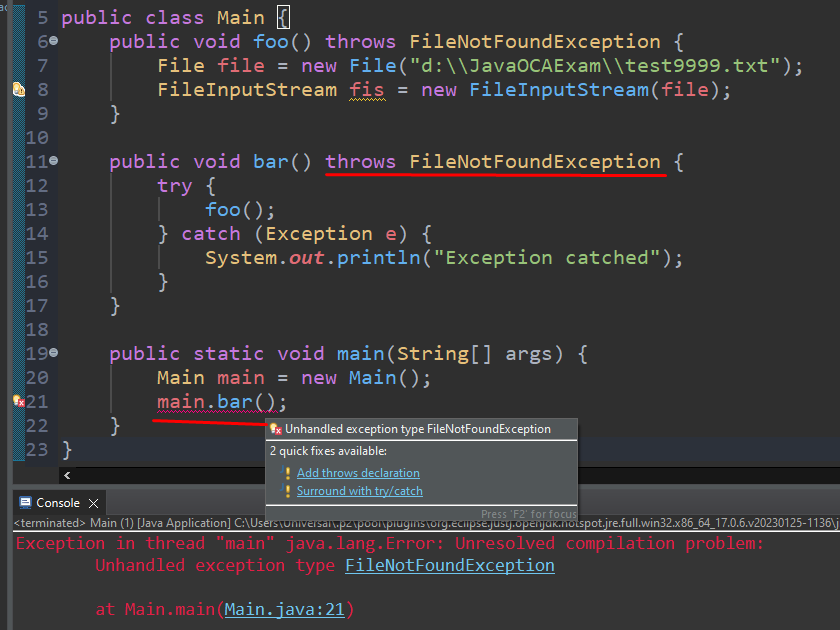 5 public class Main {
6 public void foo() throws FileNotFoundException {
7 File file = new File("d:\\JavaOCAExam\\test9999.txt");
8 FileInputStream fis = new FileInputStream(file);
9 }
10
11 public void bar() throws FileNotFoundException {
12 try {
13 foo();
14 } catch (Exception e) {
15 System.out.println("Exception catched");
16 }
17 }
18
19 public static void main(String[] args) {
20 Main main = new Main();
21 main.bar();
22 }
23 }
Unhandled exception type FileNotFoundException
2 quick fixes available:
Add throws declaration
Surround with try/catch
Press 'F2' for focus
Console
<terminated> Main (1) [Java Application] C:\Users\Universal\.p2\pool\plugins\org.eclipse.justj.openjdk.hotspot.jre.full.win32.x86_64_17.0.6.v20230125-1136\j
Exception in thread "main" java.lang.Error: Unresolved compilation problem:
Unhandled exception type FileNotFoundException
at Main.main(Main.java:21)